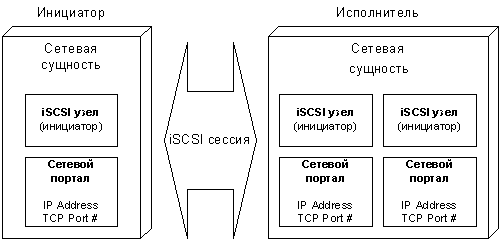 Инициатор
Исполнитель
Сетевая
сущность
iSCSI узел
(инициатор)
Сетевой
портал
IP Address
TCP Port #
iSCSI сессия
Сетевая
сущность
iSCSI узел
(инициатор)
iSCSI узел
(инициатор)
Сетевой
портал
IP Address
TCP Port #
Сетевой
портал
IP Address
TCP Port #